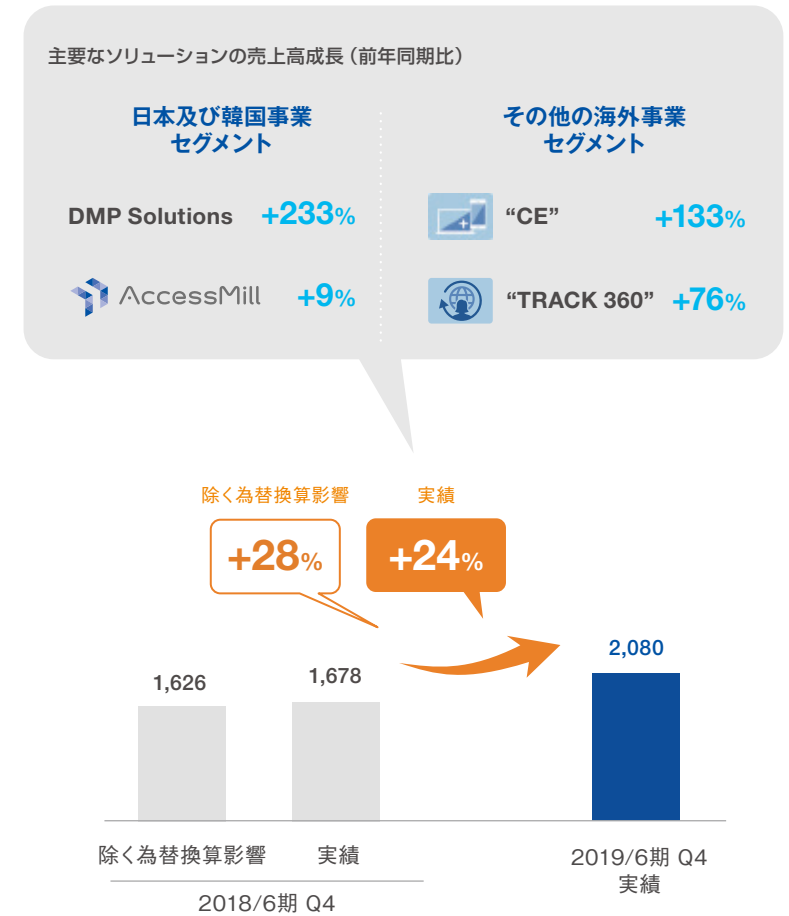 主要なソリューションの売上高成長（前年同期比）
日本及び韓国事業
セグメント
DMP Solutions +233%
AccessMill +9%
その他の海外事業
セグメント
“CE” +133%
“TRACK 360” +76%
除く為替換算影響
+28%
実績
+24%
1,626
1,678
2,080
除く為替換算影響
実績
2018/6期 Q4
2019/6期 Q4
実績